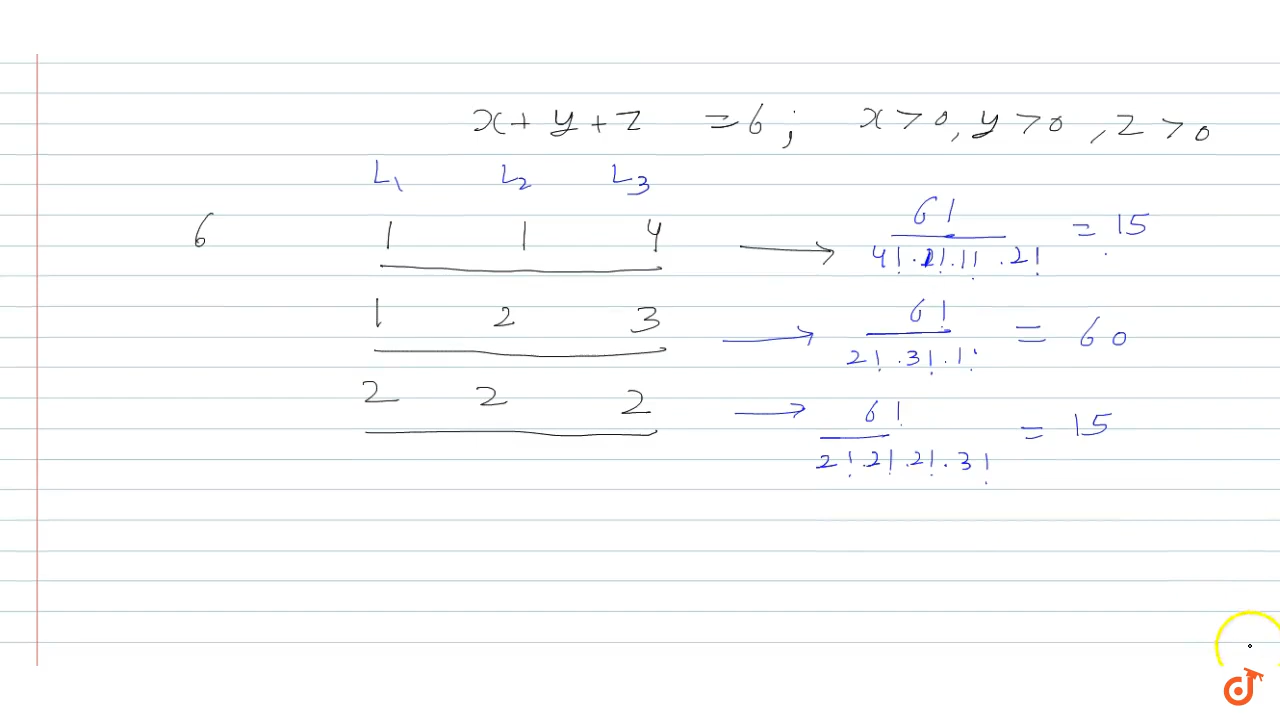 x + y + z = 6 ; x > 0, y > 0, z > 0
L1 L2 L3
6 1 1 4 → 6!/(4! · 1! · 1! · 2!) = 15
1 2 3 → 6!/(2! · 3! · 1!) = 60
2 2 2 → 6!/(2! · 2! · 2! · 3!) = 15